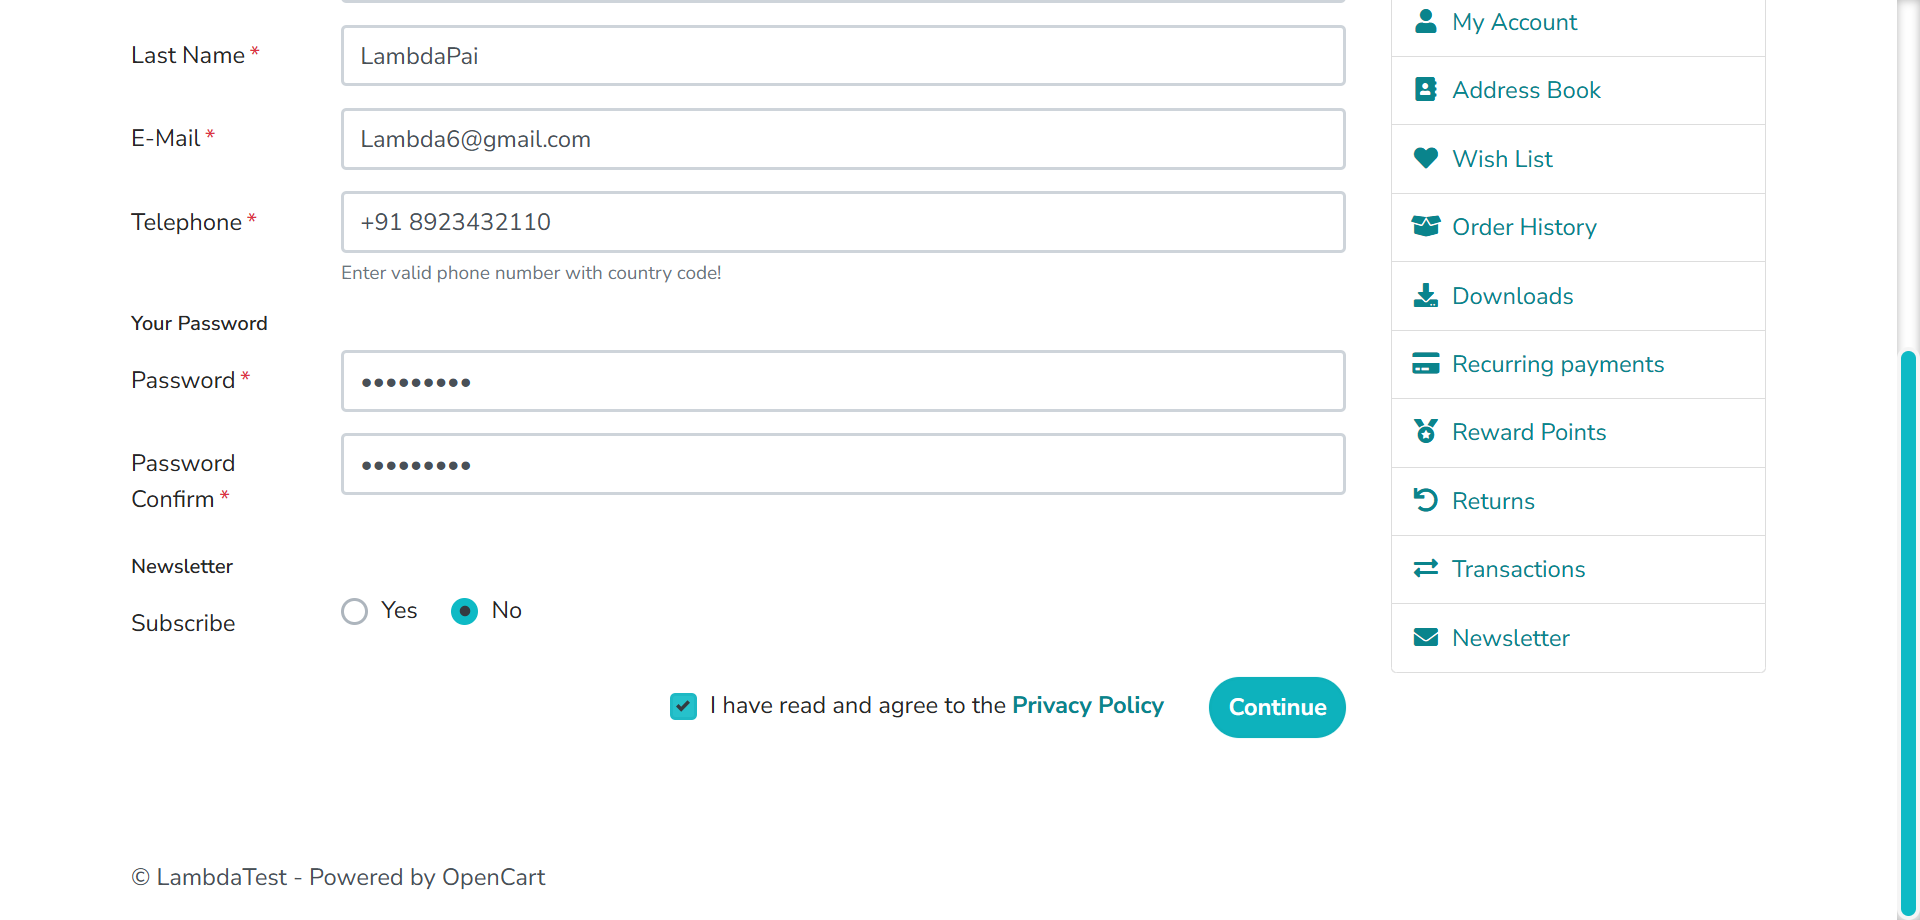 Last Name *
LambdaPai
E-Mail *
Lambda6@gmail.com
Telephone *
+91 8923432110
Enter valid phone number with country code!
Your Password
Password *
•••••••••
Password
Confirm *
•••••••••
Newsletter
Subscribe
Yes No
I have read and agree to the Privacy Policy
Continue
My Account
Address Book
Wish List
Order History
Downloads
Recurring payments
Reward Points
Returns
Transactions
Newsletter
© LambdaTest - Powered by OpenCart